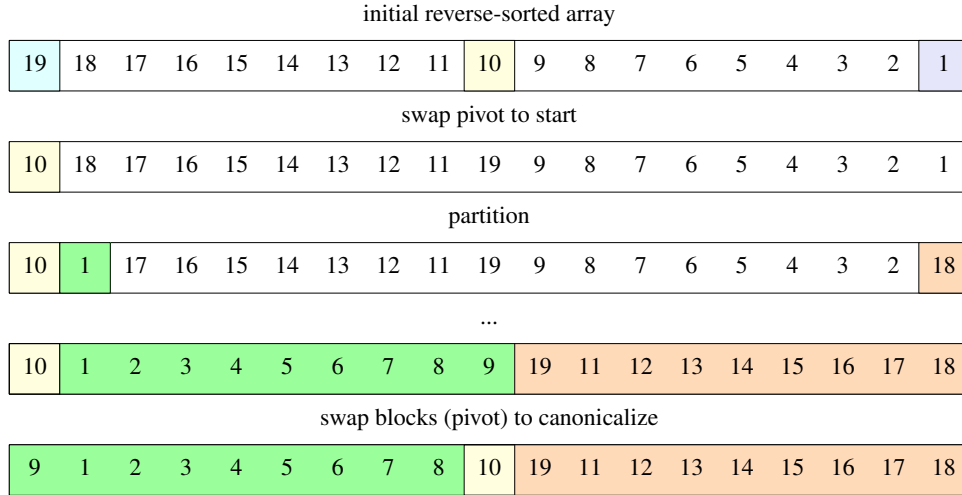 initial reverse-sorted array
19 18 17 16 15 14 13 12 11 10 9 8 7 6 5 4 3 2 1
swap pivot to start
10 18 17 16 15 14 13 12 11 19 9 8 7 6 5 4 3 2 1
partition
10 1 17 16 15 14 13 12 11 19 9 8 7 6 5 4 3 2 18
...
10 1 2 3 4 5 6 7 8 9 19 11 12 13 14 15 16 17 18
swap blocks (pivot) to canonicalize
9 1 2 3 4 5 6 7 8 10 19 11 12 13 14 15 16 17 18